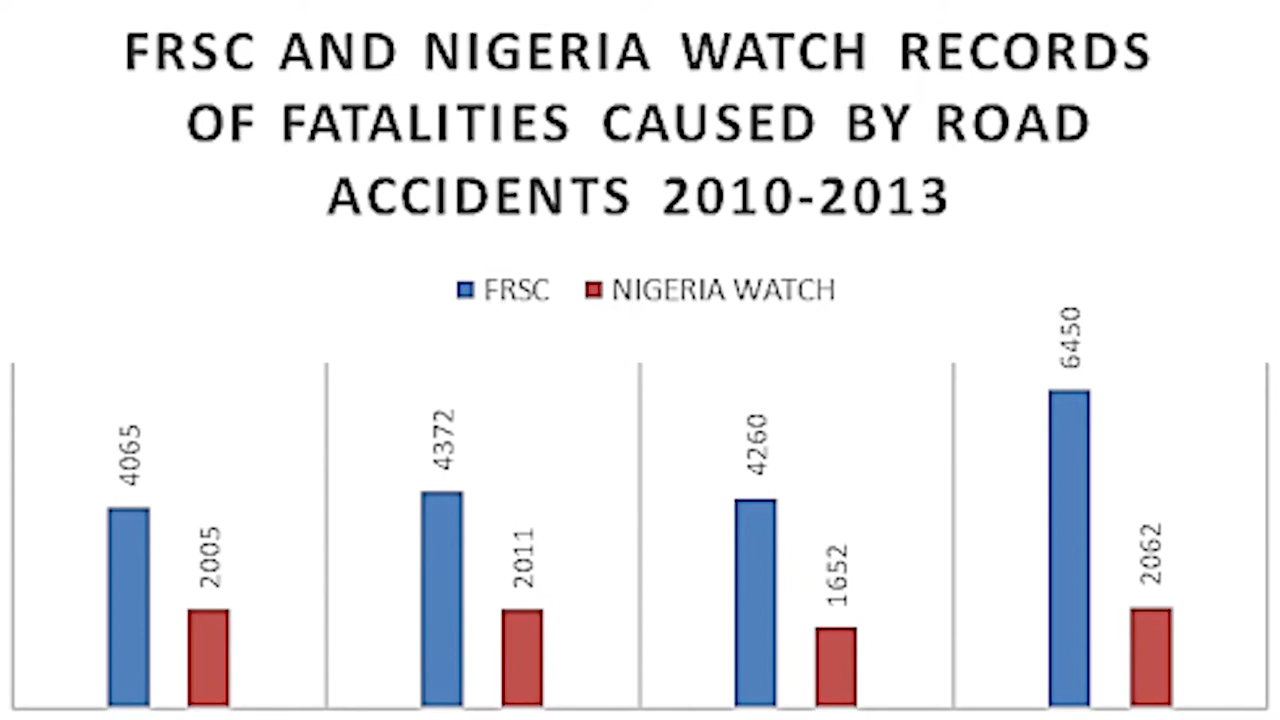 FRSC AND NIGERIA WATCH RECORDS
OF FATALITIES CAUSED BY ROAD
ACCIDENTS 2010-2013
FRSC NIGERIA WATCH
4065
2005
4372
2011
4260
1652
6450
2062